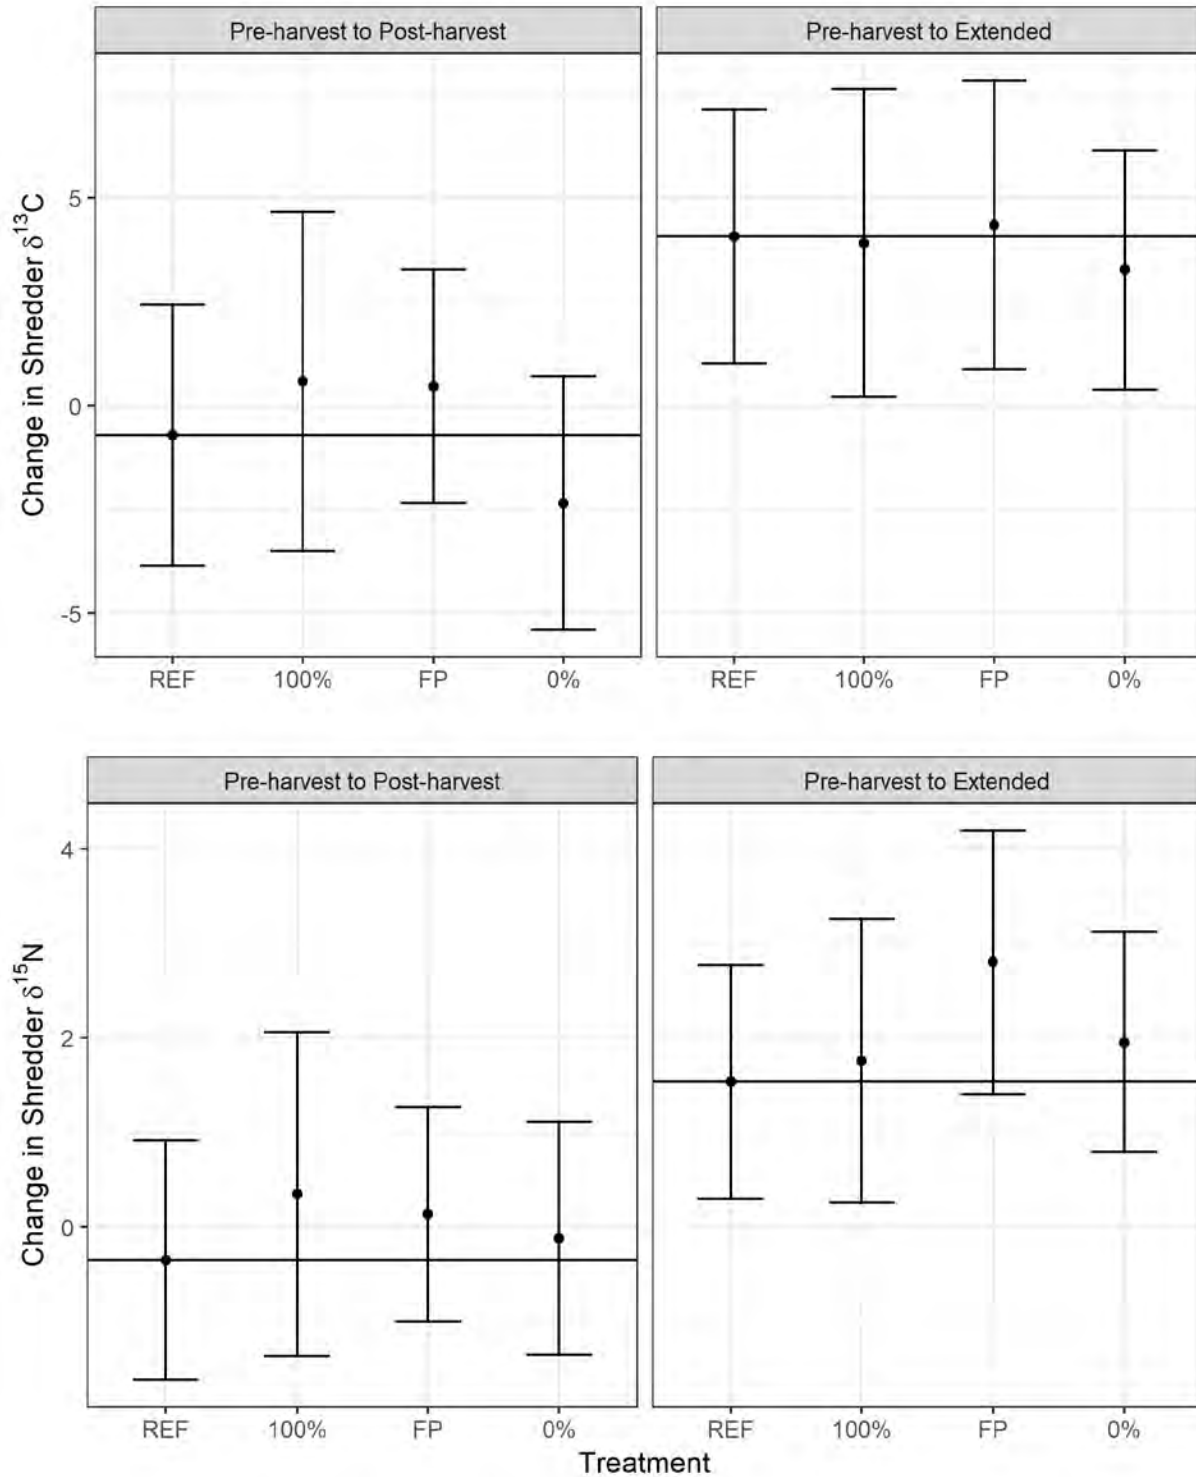 Pre-harvest to Post-harvest
Pre-harvest to Extended
Change in Shredder δ¹³C
5
0
-5
REF 100% FP 0%
REF 100% FP 0%
Pre-harvest to Post-harvest
Pre-harvest to Extended
Change in Shredder δ¹⁵N
4
2
0
REF 100% FP 0%
REF 100% FP 0%
Treatment